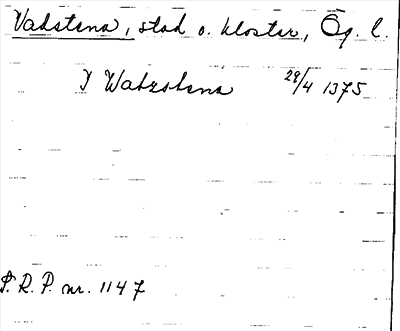 Vadstena, stad o. kloster, Ög. l.
I Watzstena 29/4 1375
S. R. P. nr. 1147